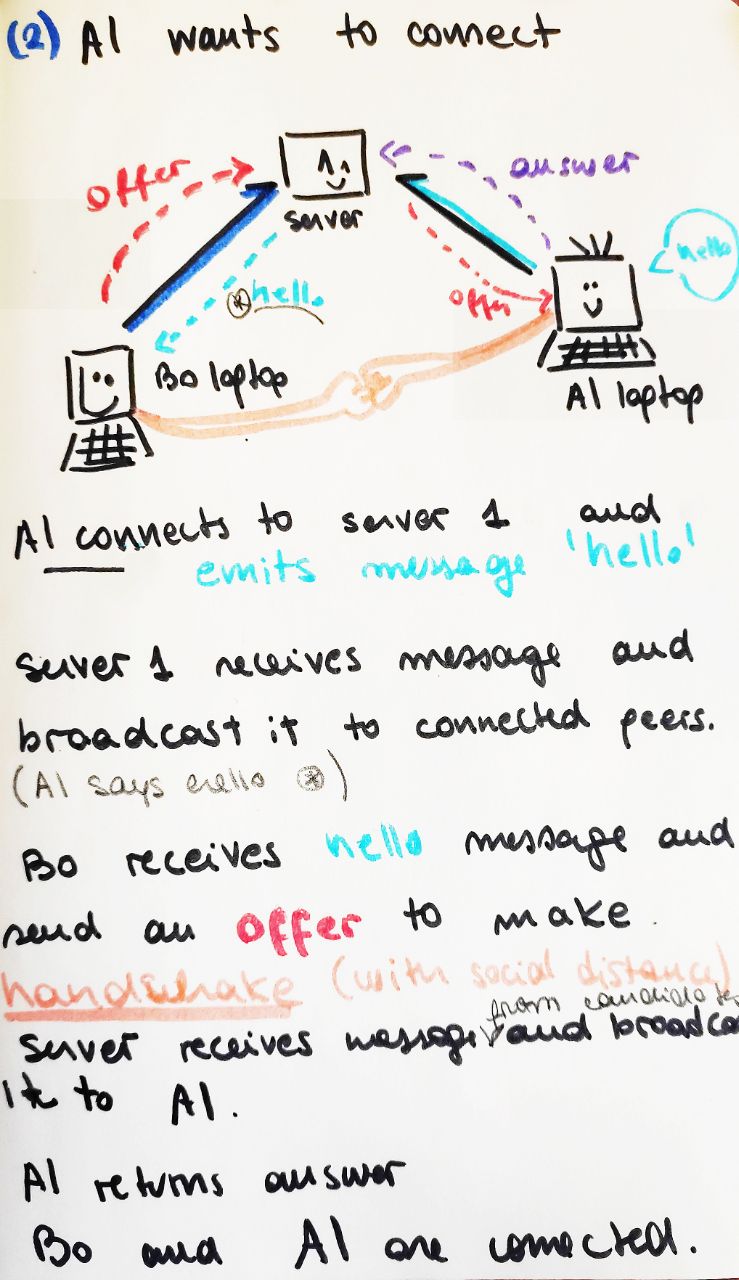 (2) Al wants to connect
offer
answer
server
hello
hello
offer
Bo laptop
Al laptop
Al connects to server 1 and
emits message 'hello'
server 1 receives message and
broadcast it to connected peers.
(Al says hello *)
Bo receives hello message and
send an offer to make
handshake (with social distance)
from candidate
server receives message and broadcast
it to Al.
Al returns answer
Bo and Al are connected.